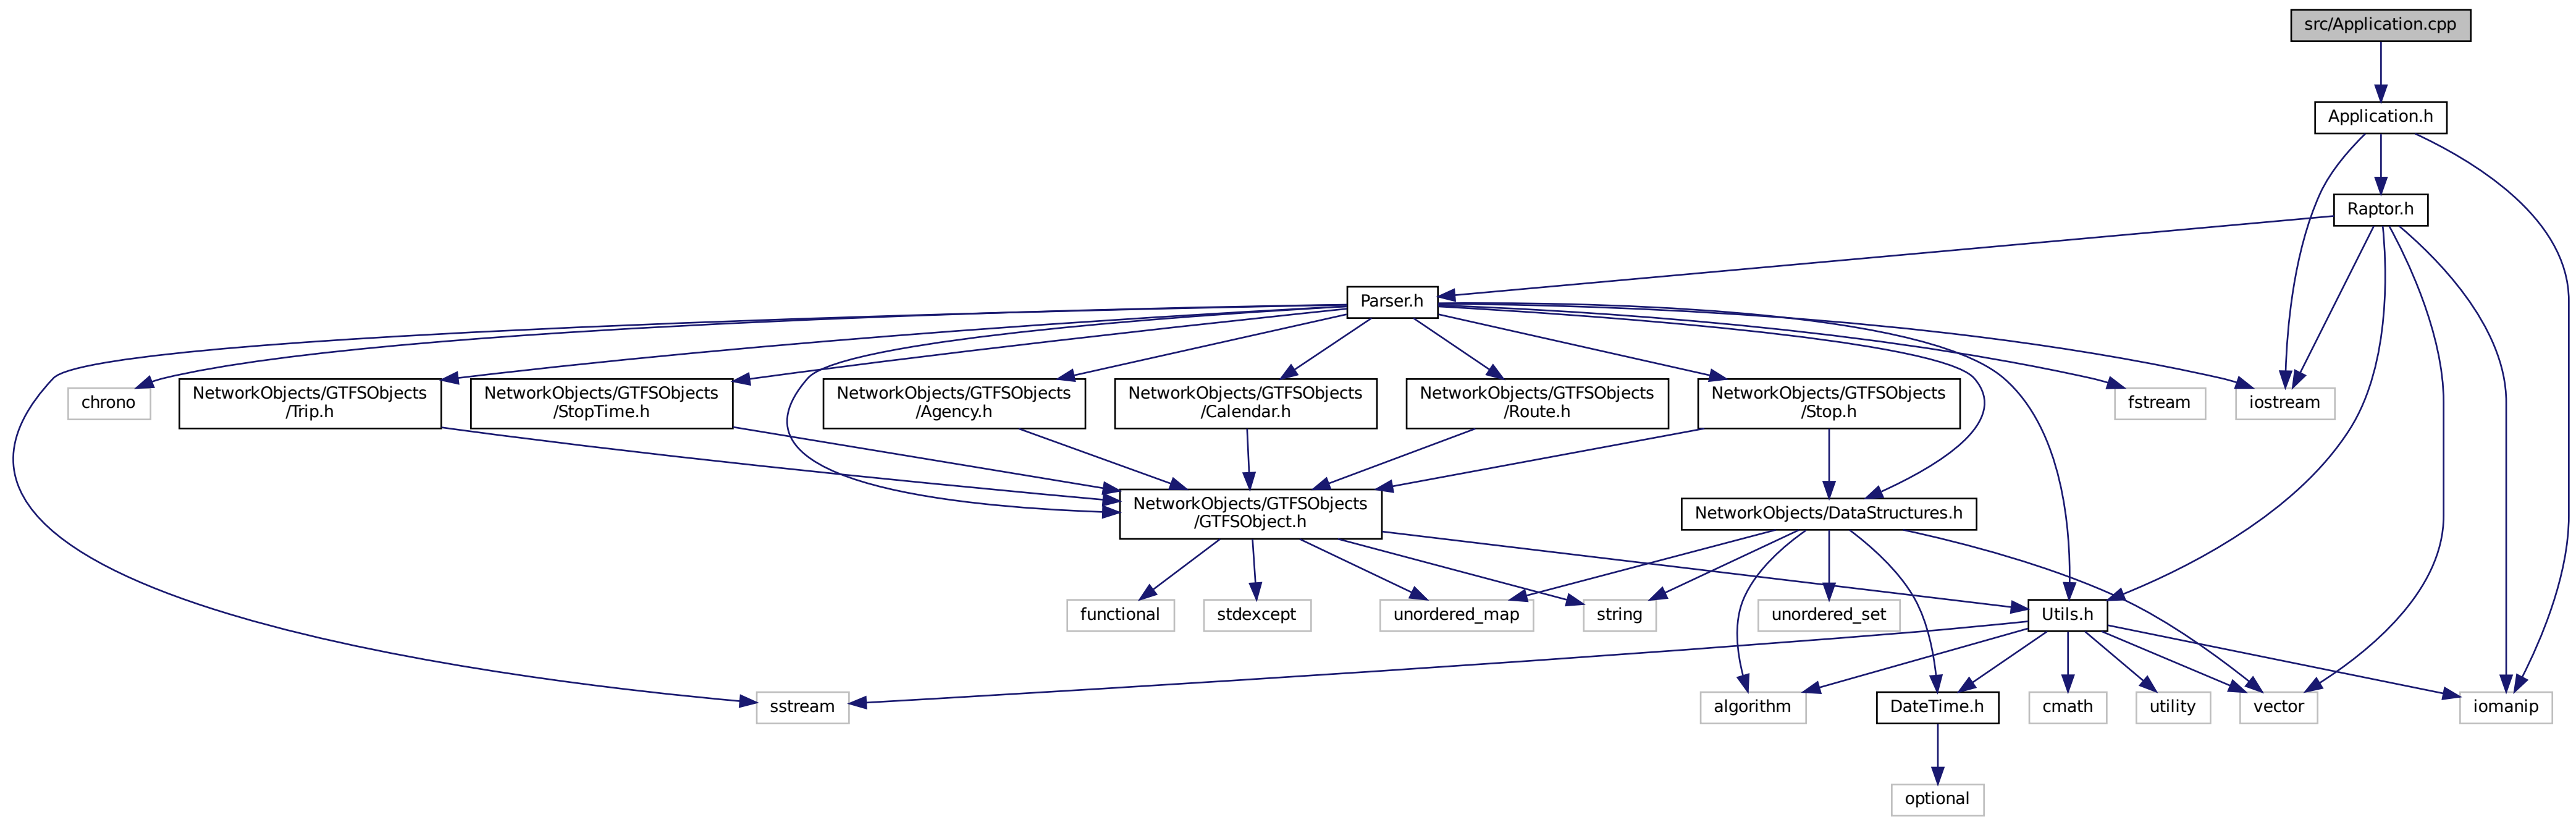 src/Application.cpp
Application.h
Raptor.h
Parser.h
chrono
NetworkObjects/GTFSObjects
/Trip.h
NetworkObjects/GTFSObjects
/StopTime.h
NetworkObjects/GTFSObjects
/Agency.h
NetworkObjects/GTFSObjects
/Calendar.h
NetworkObjects/GTFSObjects
/Route.h
NetworkObjects/GTFSObjects
/Stop.h
fstream
iostream
NetworkObjects/GTFSObjects
/GTFSObject.h
NetworkObjects/DataStructures.h
functional
stdexcept
unordered_map
string
unordered_set
Utils.h
sstream
algorithm
DateTime.h
cmath
utility
vector
iomanip
optional